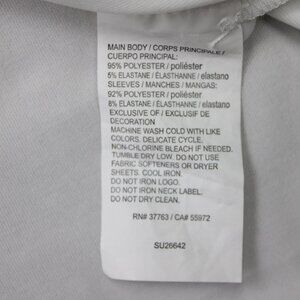 MAIN BODY / CORPS PRINCIPALE /
CUERPO PRINCIPAL:
95% POLYESTER / poliéster
5% ELASTANE / ÉLASTHANNE / elastano
SLEEVES / MANCHES / MANGAS:
92% POLYESTER / poliéster
8% ELASTANE / ÉLASTHANNE / elastano
EXCLUSIVE OF / EXCLUSIF DE
DECORATION
MACHINE WASH COLD WITH LIKE
COLORS, DELICATE CYCLE.
NON-CHLORINE BLEACH IF NEEDED.
TUMBLE DRY LOW. DO NOT USE
FABRIC SOFTENERS OR DRYER
SHEETS. COOL IRON.
DO NOT IRON LOGO.
DO NOT IRON NECK LABEL.
DO NOT DRY CLEAN.
RN# 37763 / CA# 55972
SU26642